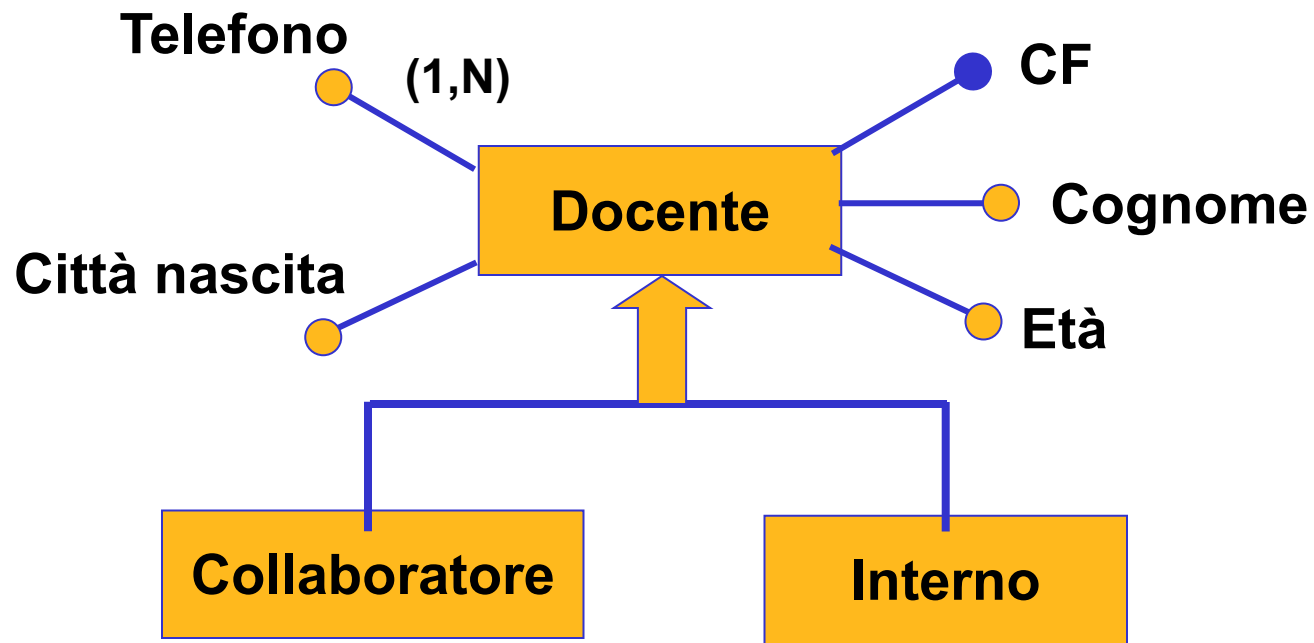 Telefono
(1,N)
CF
Docente
Cognome
Città nascita
Età
Collaboratore
Interno